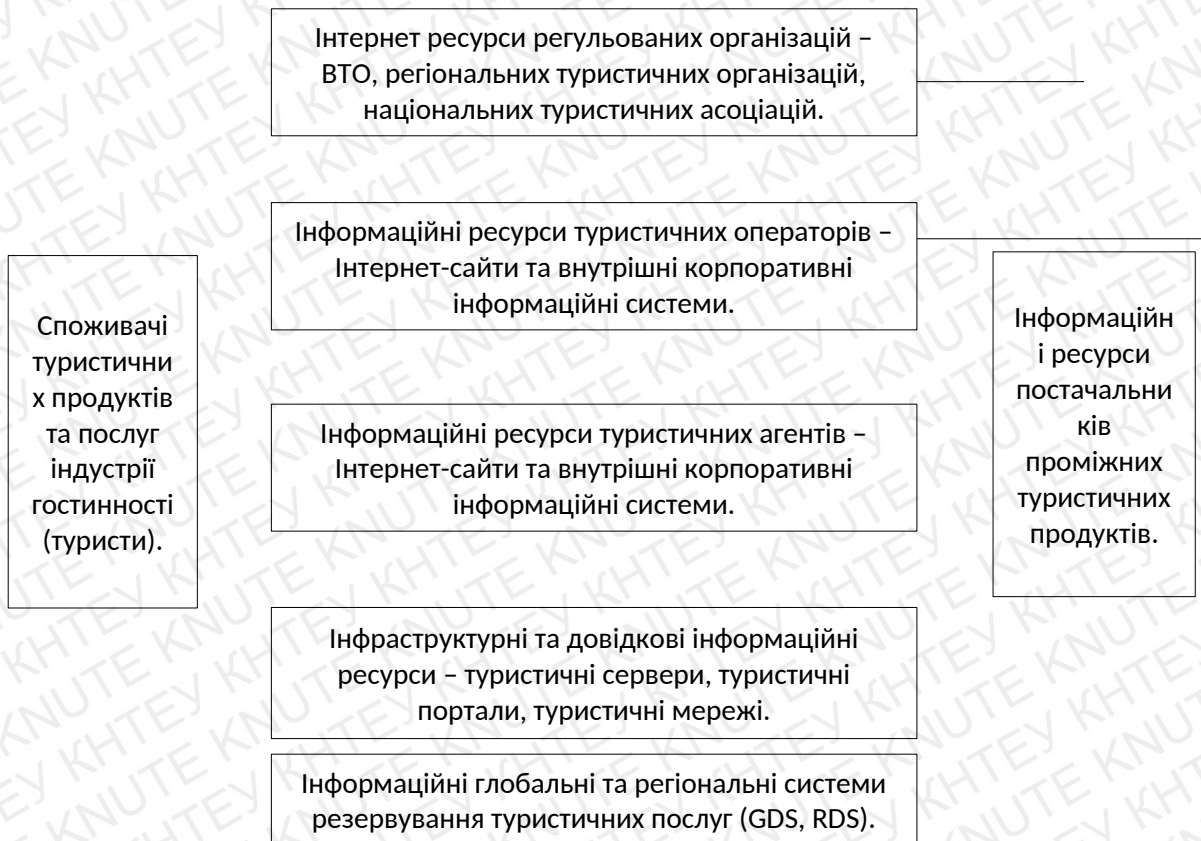 Інтернет ресурси регульованих організацій –
ВТО, регіональних туристичних організацій,
національних туристичних асоціацій.
Інформаційні ресурси туристичних операторів –
Інтернет-сайти та внутрішні корпоративні
інформаційні системи.
Споживачі
туристични
х продуктів
та послуг
індустрії
гостинності
(туристи).
Інформаційні ресурси туристичних агентів –
Інтернет-сайти та внутрішні корпоративні
інформаційні системи.
Інформаційн
і ресурси
постачальни
ків
проміжних
туристичних
продуктів.
Інфраструктурні та довідкові інформаційні
ресурси – туристичні сервери, туристичні
портали, туристичні мережі.
Інформаційні глобальні та регіональні системи
резервування туристичних послуг (GDS, RDS).